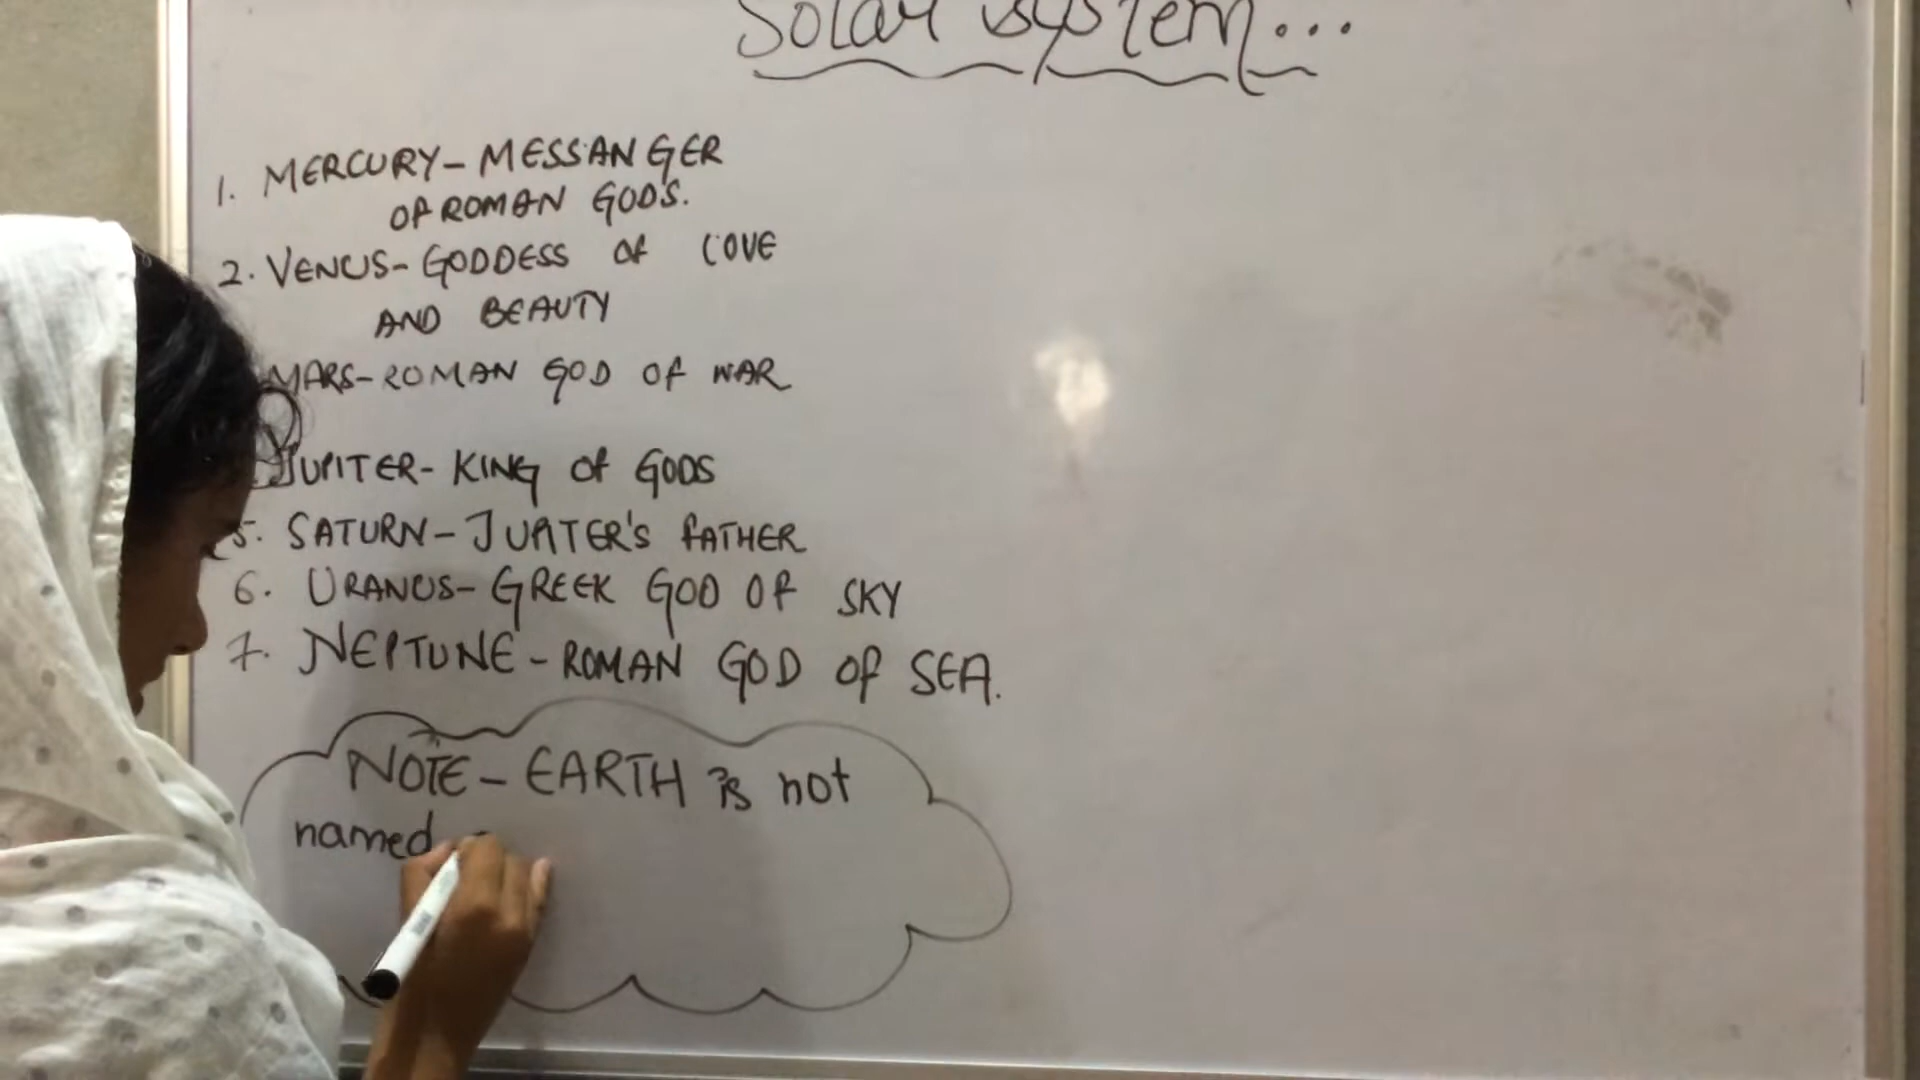 Solar System...
1. MERCURY - MESSANGER
OF ROMAN GODS.
2. VENUS - GODDESS OF LOVE
AND BEAUTY
MARS - ROMAN GOD OF WAR
JUPITER - KING OF GODS
5. SATURN - JUPITER'S FATHER
6. URANUS - GREEK GOD OF SKY
7. NEPTUNE - ROMAN GOD OF SEA.
NOTE - EARTH is not
named